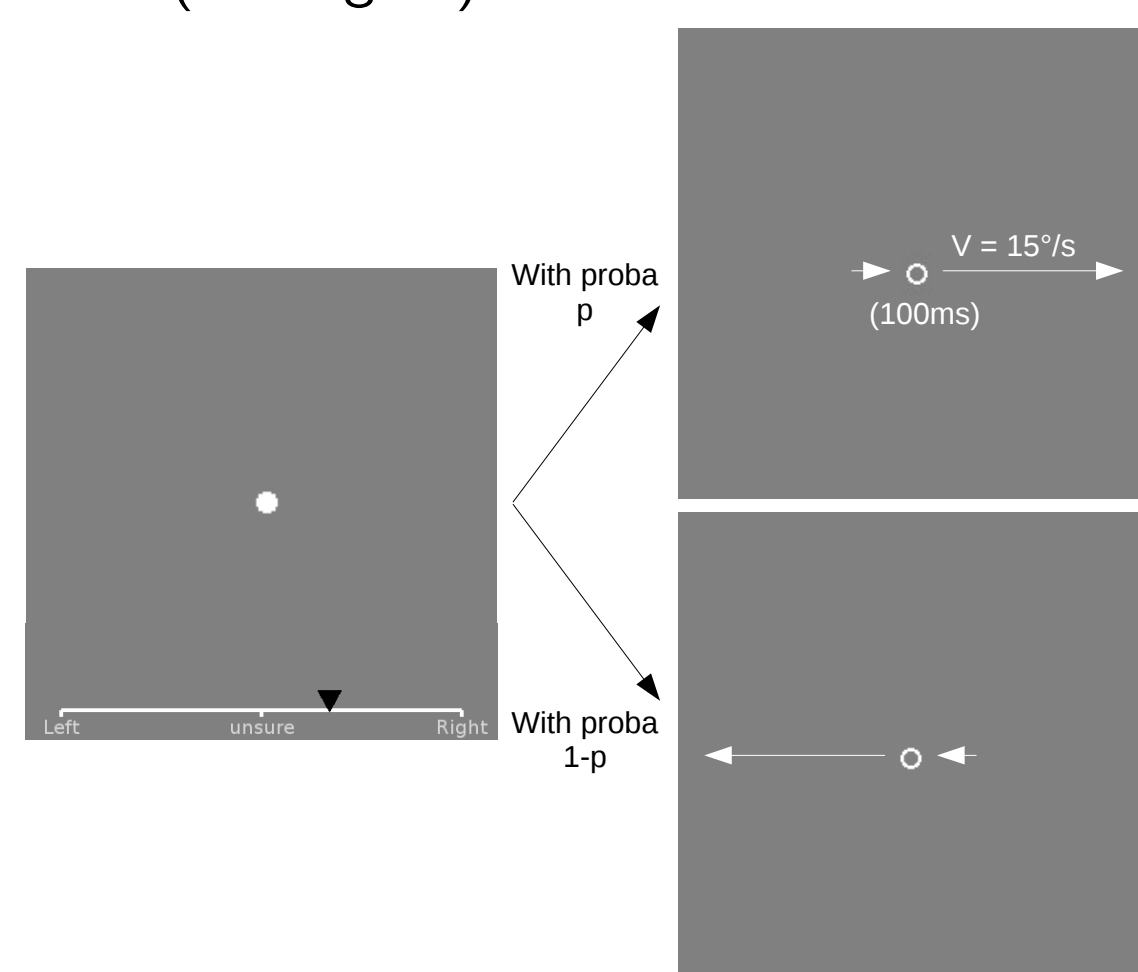 With proba
p
V = 15°/s
(100ms)
Left unsure Right
With proba
1-p